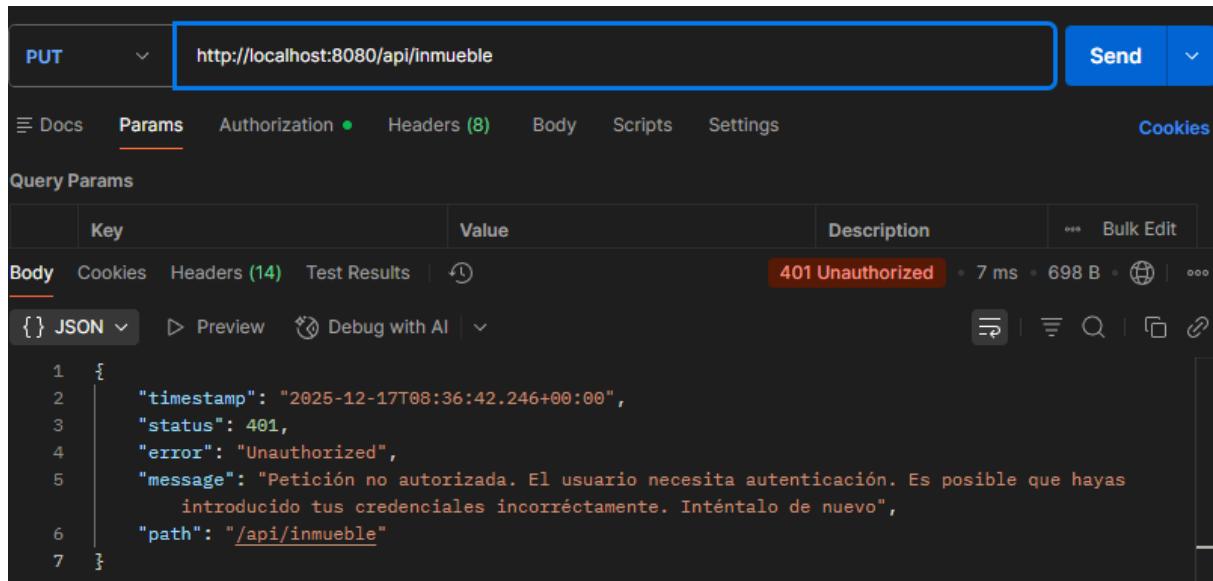 PUT http://localhost:8080/api/inmueble Send
Docs Params Authorization Headers (8) Body Scripts Settings Cookies
Query Params
Key Value Description Bulk Edit
Body Cookies Headers (14) Test Results 401 Unauthorized 7 ms 698 B
{} JSON Preview Debug with AI
1 {
2 "timestamp": "2025-12-17T08:36:42.246+00:00",
3 "status": 401,
4 "error": "Unauthorized",
5 "message": "Petición no autorizada. El usuario necesita autenticación. Es posible que hayas
introducido tus credenciales incorréctamente. Inténtalo de nuevo",
6 "path": "/api/inmueble"
7 }